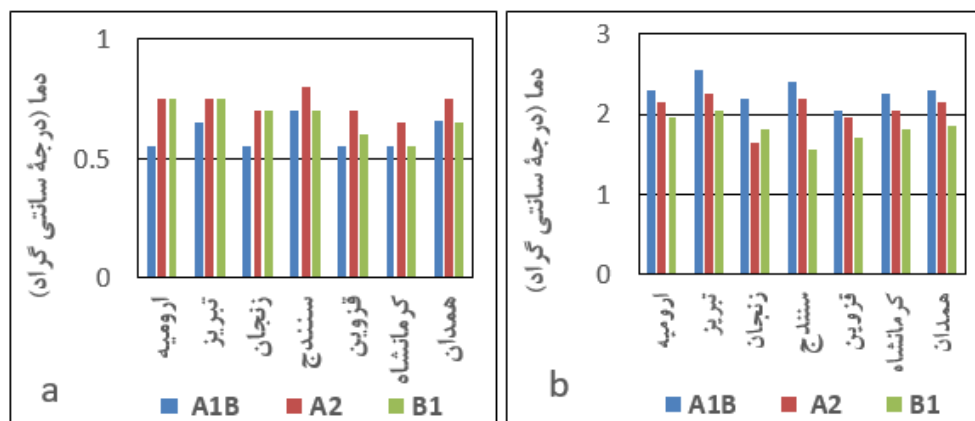 دما (درجهٔ سانتی گراد)
1
0.5
0
ارومیه
تبریز
زنجان
سنندج
قزوین
کرمانشاه
همدان
a
A1B A2 B1
دما (درجهٔ سانتی گراد)
3
2
1
0
ارومیه
تبریز
زنجان
سنندج
قزوین
کرمانشاه
همدان
b
A1B A2 B1